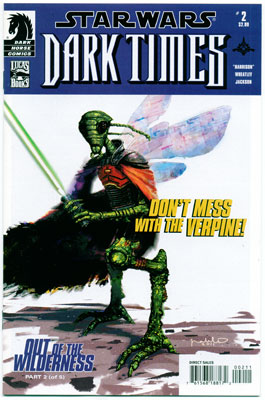 STAR WARS
DARK TIMES
DARK
HORSE
COMICS
LUCAS
BOOKS
# 2
$2.99
"HARRISON"
WHEATLEY
JACKSON
DON'T MESS
WITH THE VERPINE!
OUT OF THE
WILDERNESS
PART 2 (of 5)
DIRECT SALES
00211